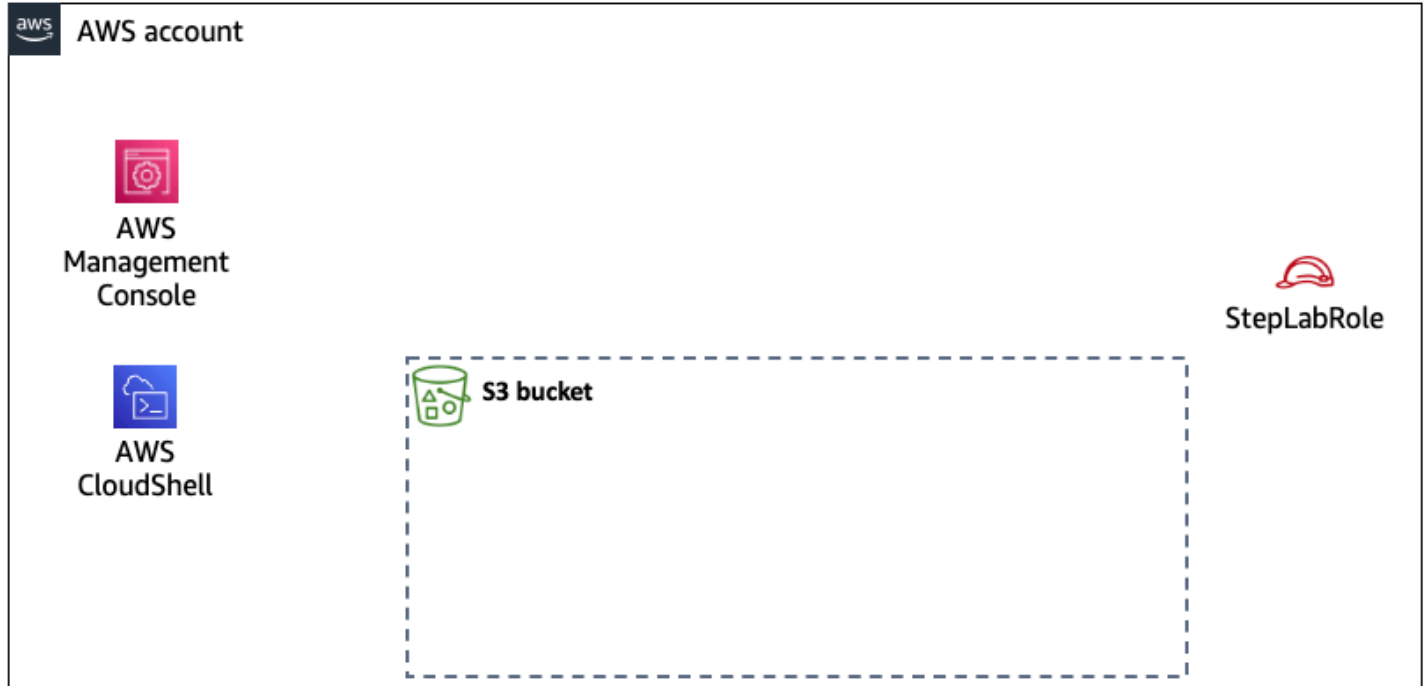 aws
AWS account
AWS
Management
Console
StepLabRole
S3 bucket
AWS
CloudShell